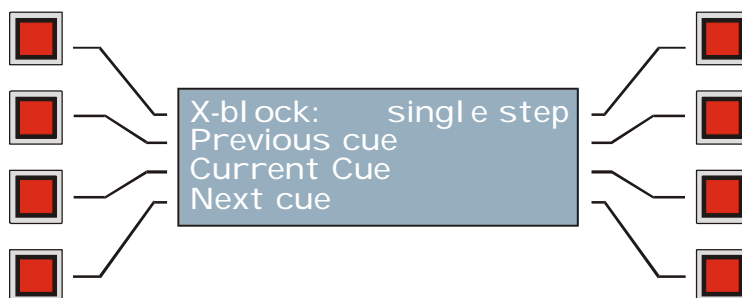 X-block: single step
Previous cue
Current Cue
Next cue